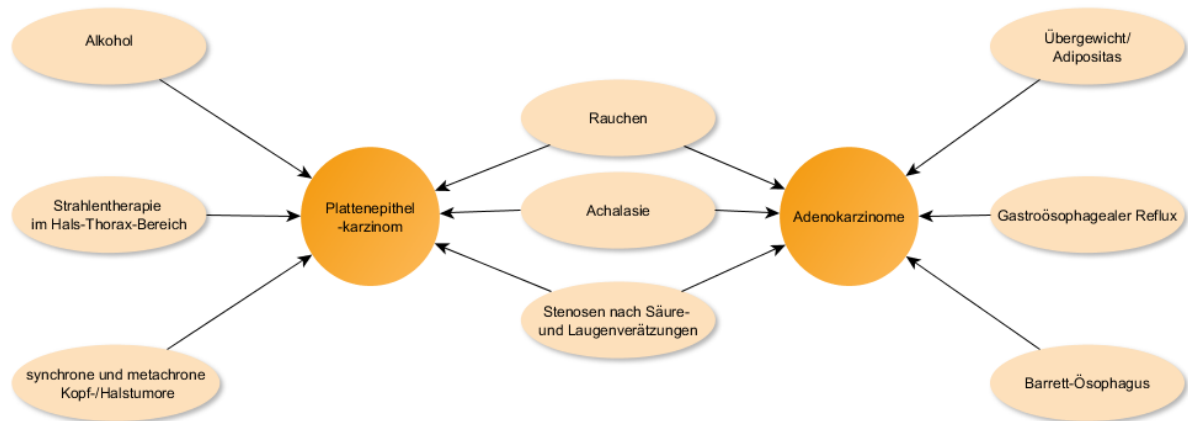 Alkohol
Übergewicht/
Adipositas
Rauchen
Strahlentherapie
im Hals-Thorax-Bereich
Plattenepithel
-karzinom
Achalasie
Adenokarzinome
Gastroösophagealer Reflux
Stenosen nach Säure-
und Laugenverätzungen
synchrone und metachrone
Kopf-/Halstumore
Barrett-Ösophagus